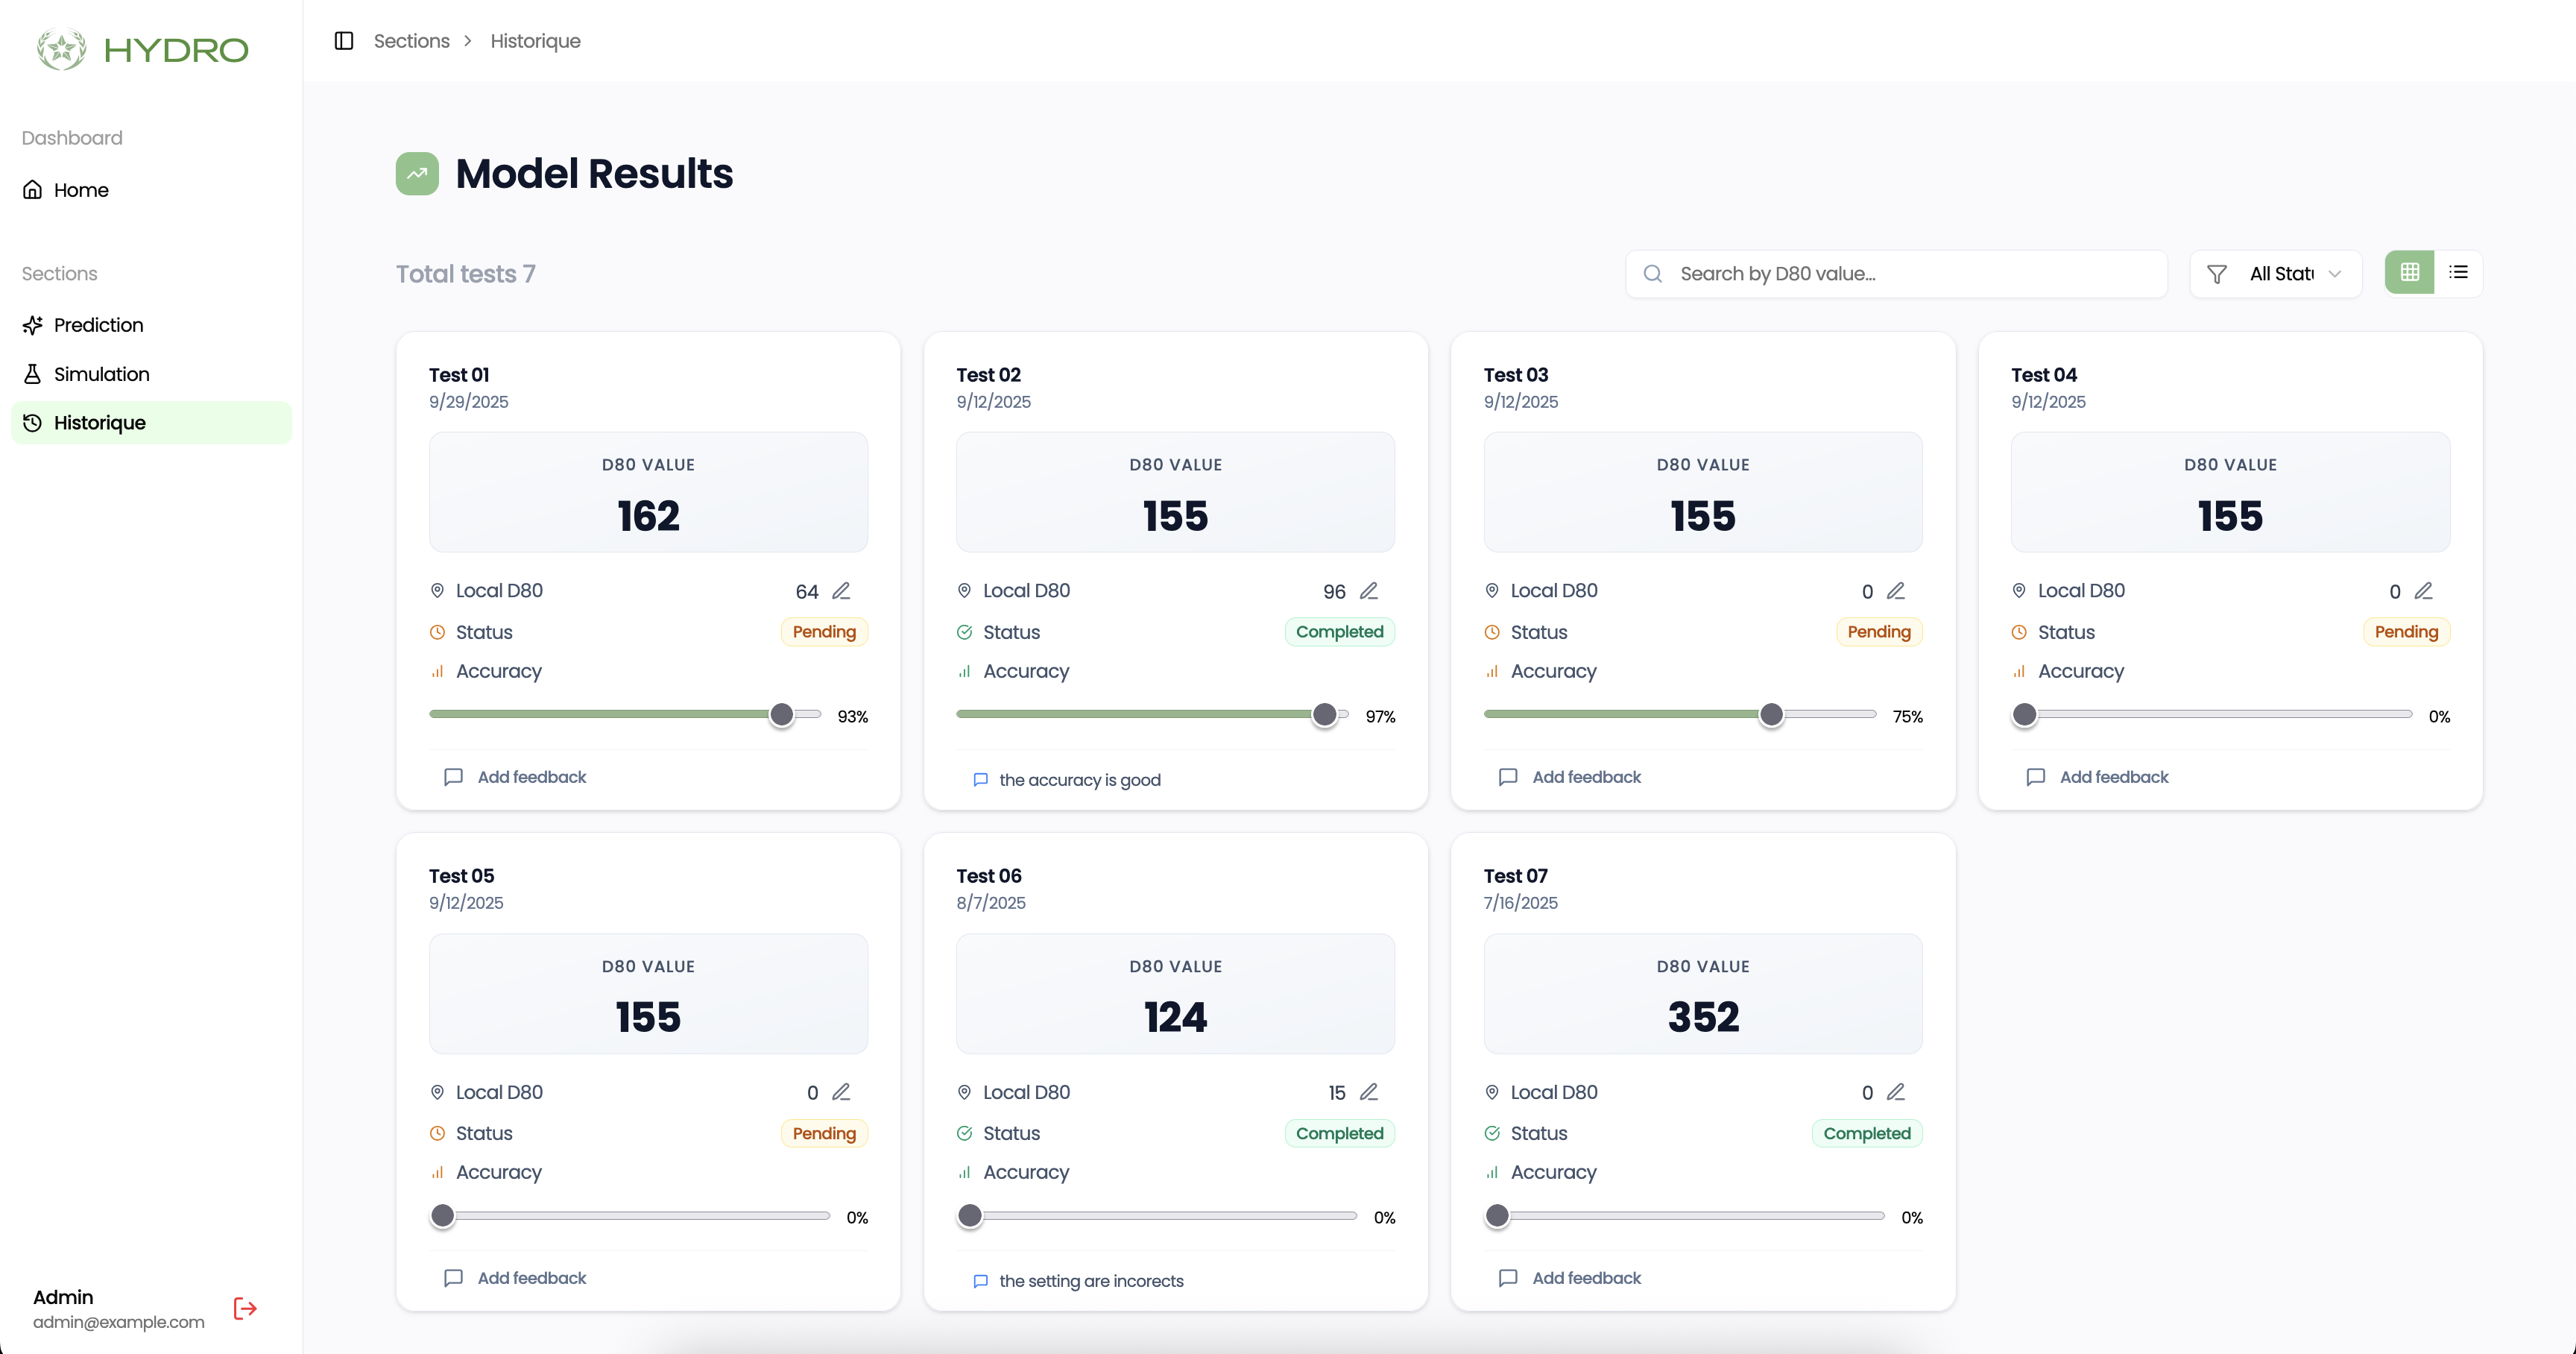 HYDRO
Sections > Historique
Dashboard
Home
Sections
Prediction
Simulation
Historique
Admin
admin@example.com
Model Results
Total tests 7
Search by D80 value...
All Stat
Test 01
9/29/2025
D80 VALUE
162
Local D80 64
Status Pending
Accuracy
93%
Add feedback
Test 02
9/12/2025
D80 VALUE
155
Local D80 96
Status Completed
Accuracy
97%
the accuracy is good
Test 03
9/12/2025
D80 VALUE
155
Local D80 0
Status Pending
Accuracy
75%
Add feedback
Test 04
9/12/2025
D80 VALUE
155
Local D80 0
Status Pending
Accuracy
0%
Add feedback
Test 05
9/12/2025
D80 VALUE
155
Local D80 0
Status Pending
Accuracy
0%
Add feedback
Test 06
8/7/2025
D80 VALUE
124
Local D80 15
Status Completed
Accuracy
0%
the setting are incorects
Test 07
7/16/2025
D80 VALUE
352
Local D80 0
Status Completed
Accuracy
0%
Add feedback